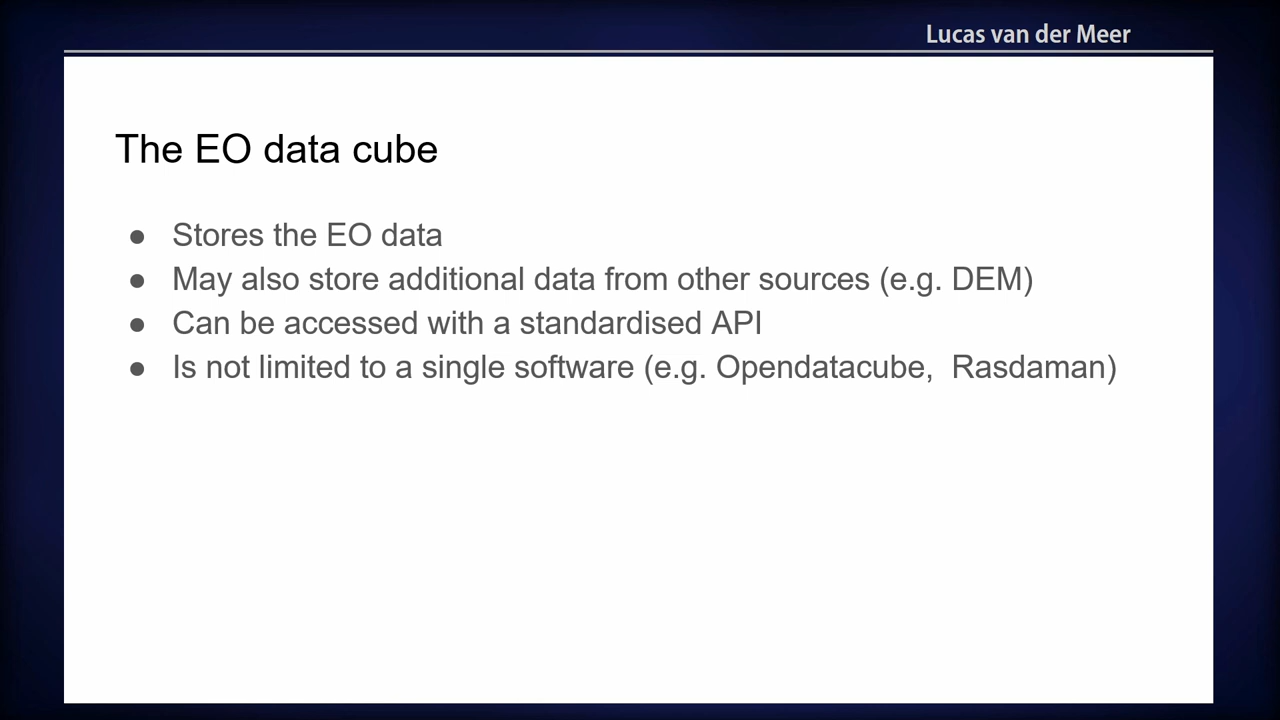 Lucas van der Meer
The EO data cube
● Stores the EO data
● May also store additional data from other sources (e.g. DEM)
● Can be accessed with a standardised API
● Is not limited to a single software (e.g. Opendatacube,  Rasdaman)